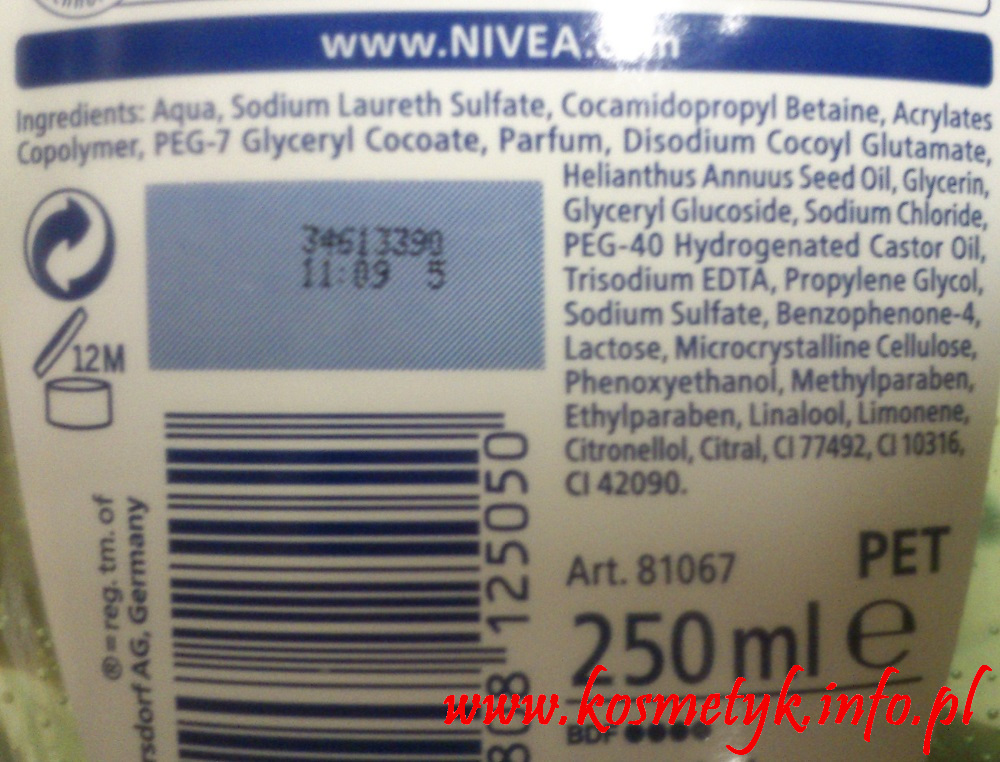 www.NIVEA.com
Ingredients: Aqua, Sodium Laureth Sulfate, Cocamidopropyl Betaine, Acrylates
Copolymer, PEG-7 Glyceryl Cocoate, Parfum, Disodium Cocoyl Glutamate,
Helianthus Annuus Seed Oil, Glycerin,
Glyceryl Glucoside, Sodium Chloride,
PEG-40 Hydrogenated Castor Oil,
Trisodium EDTA, Propylene Glycol,
Sodium Sulfate, Benzophenone-4,
Lactose, Microcrystalline Cellulose,
Phenoxyethanol, Methylparaben,
Ethylparaben, Linalool, Limonene,
Citronellol, Citral, CI 77492, CI 10316,
CI 42090.
34613390
11:09 5
12M
®=reg. tm. of
rsdorf AG, Germany
808 125050
Art. 81067
PET
250 ml e
BDF
www.kosmetyk.info.pl